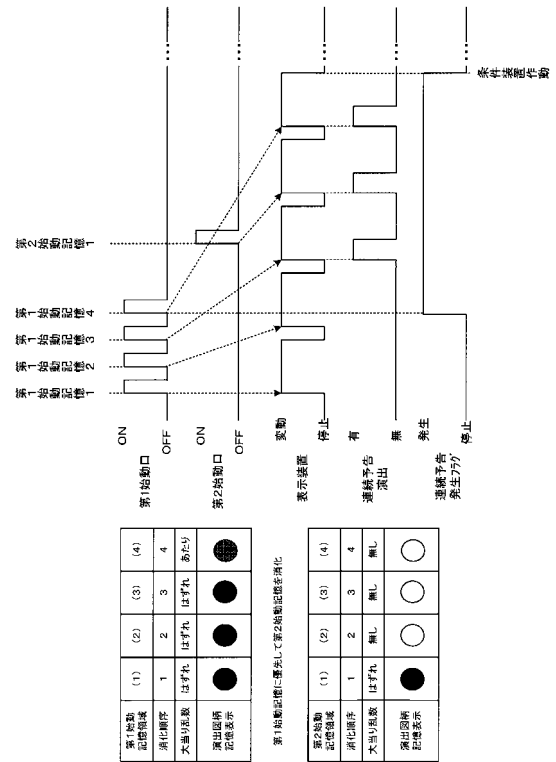 第1始動記憶1
第1始動記憶2
第1始動記憶3
第1始動記憶4
第2始動記憶1
ON
OFF
第1始動口
ON
OFF
第2始動口
変動
停止
表示装置
有
無
連続予告
演出
発生
停止
連続予告
発生フラグ
条件装置作動
第1始動
記憶領域 (1) (2) (3) (4)
消化順序 1 2 3 4
大当り乱数 はずれ はずれ はずれ あたり
演出図柄
記憶表示
第1始動記憶に優先して第2始動記憶を消化
第2始動
記憶領域 (1) (2) (3) (4)
消化順序 1 2 3 4
大当り乱数 はずれ 無し 無し 無し
演出図柄
記憶表示